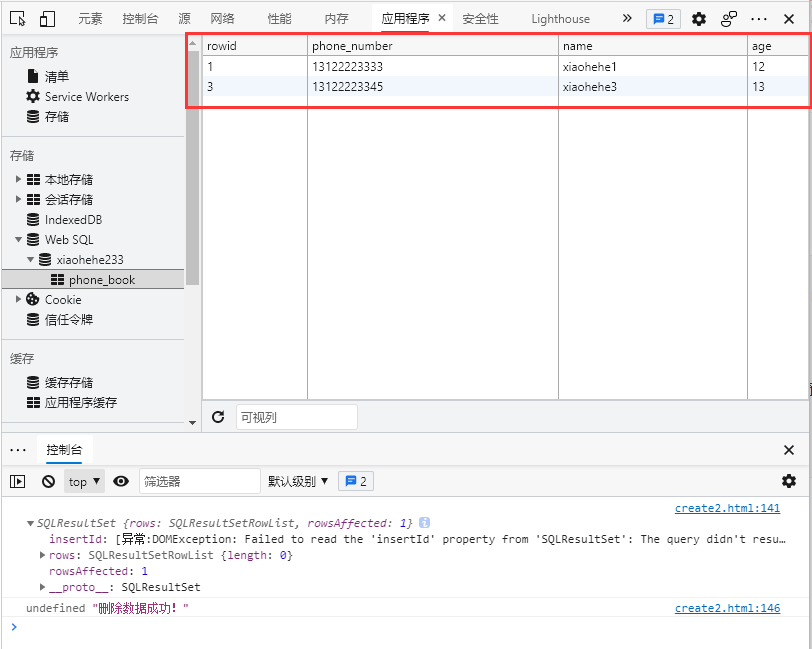 元素 控制台 源 网络 性能 内存 应用程序 安全性 Lighthouse 2
应用程序
清单
Service Workers
存储
存储
本地存储
会话存储
IndexedDB
Web SQL
xiaohehe233
phone_book
Cookie
信任令牌
缓存
缓存存储
应用程序缓存
rowid phone_number name age
1 13122223333 xiaohehe1 12
3 13122223345 xiaohehe3 13
可视列
控制台
top 筛选器 默认级别 2
create2.html:141
SQLResultSet {rows: SQLResultSetRowList, rowsAffected: 1}
insertId: [异常:DOMException: Failed to read the 'insertId' property from 'SQLResultSet': The query didn't resu…
rows: SQLResultSetRowList {length: 0}
rowsAffected: 1
__proto__: SQLResultSet
undefined "删除数据成功！" create2.html:146